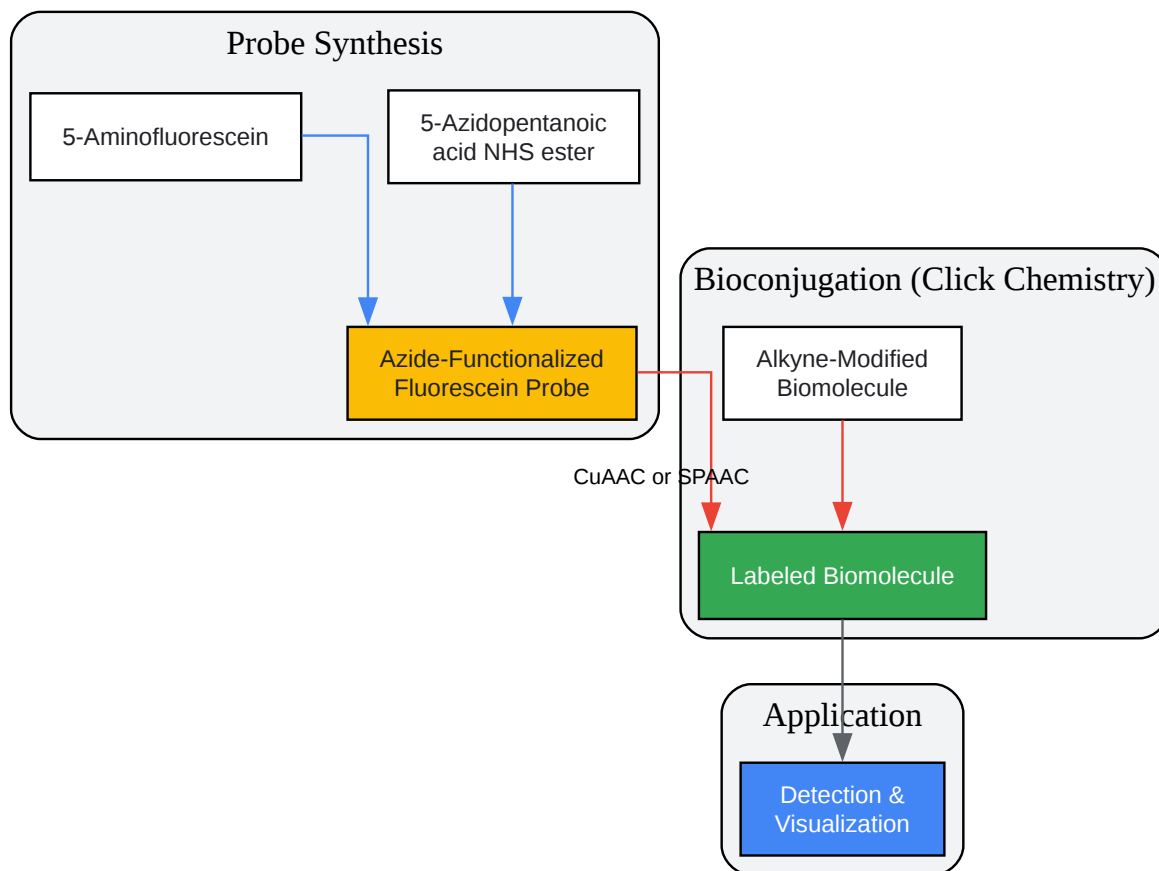 Probe Synthesis
5-Aminofluorescein
5-Azidopentanoic
acid NHS ester
Azide-Functionalized
Fluorescein Probe
Bioconjugation (Click Chemistry)
Alkyne-Modified
Biomolecule
CuAAC or SPAAC
Labeled Biomolecule
Application
Detection &
Visualization